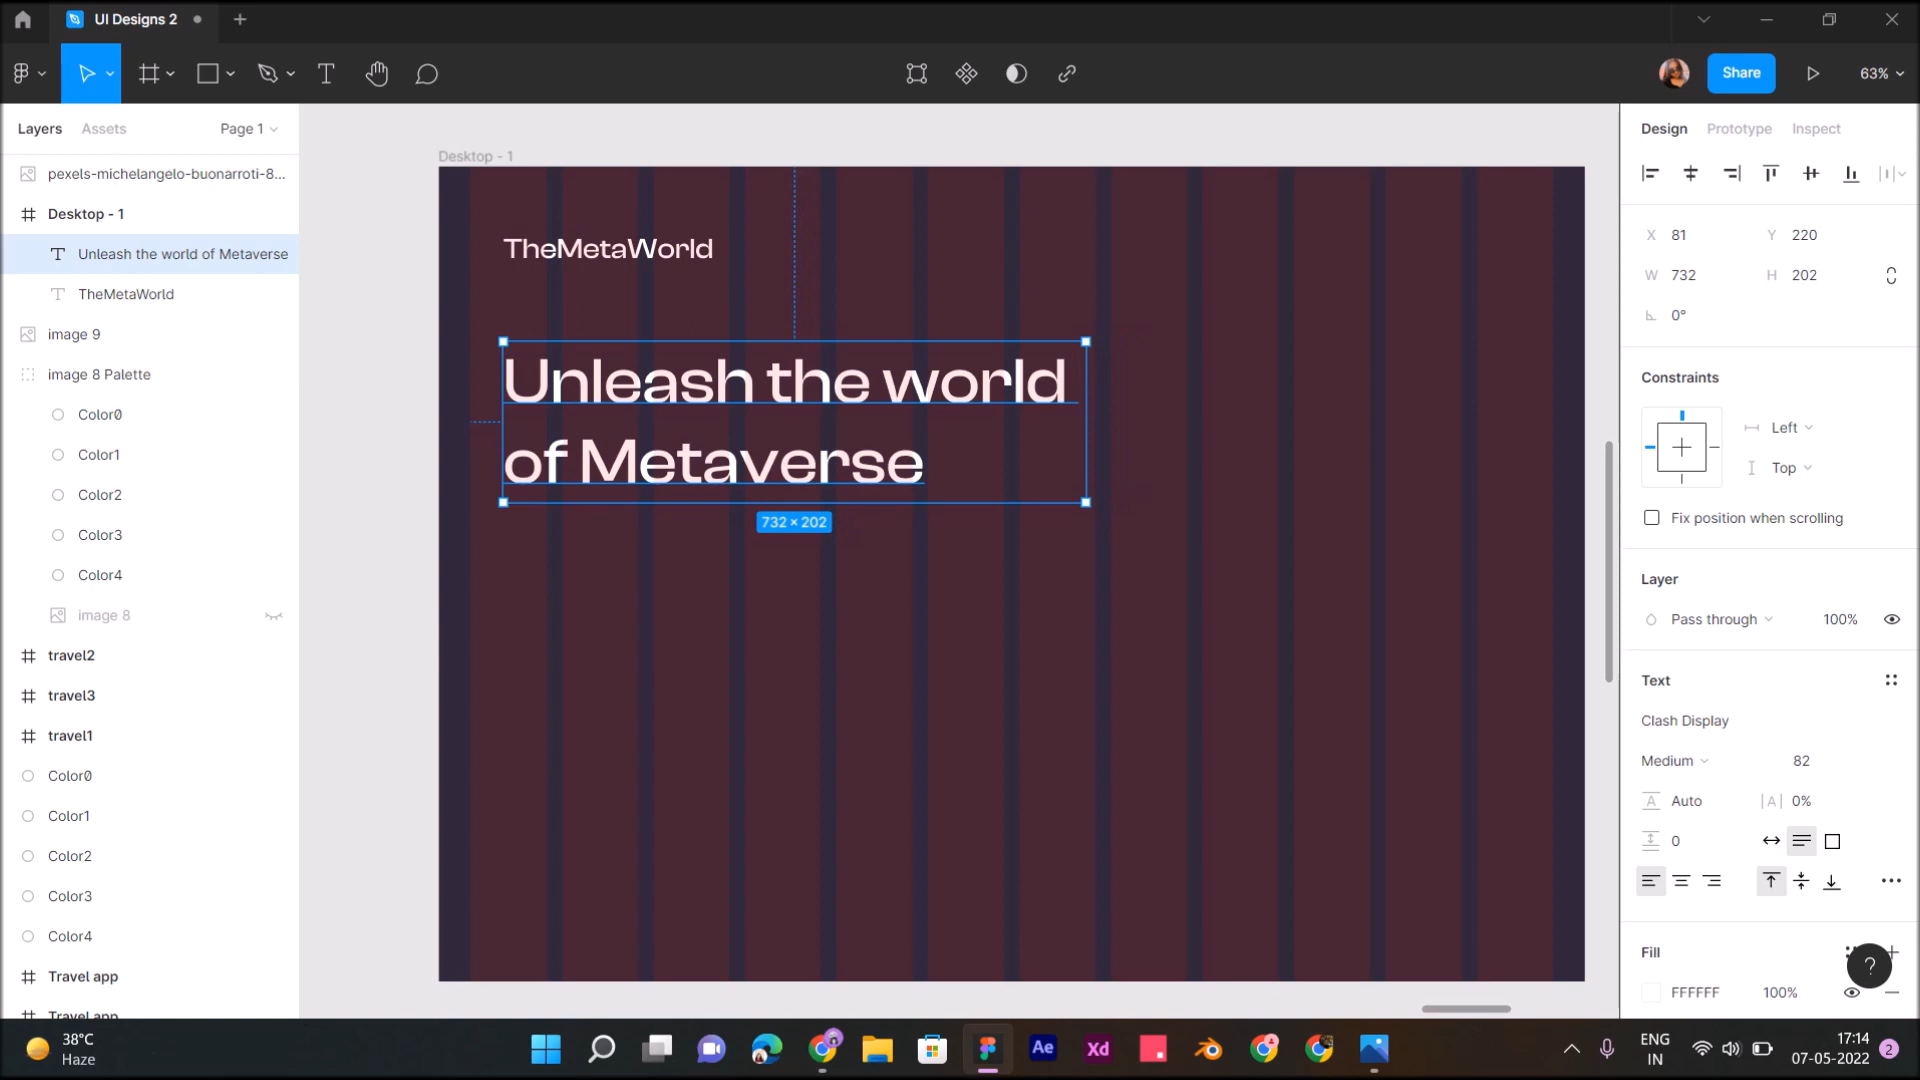 UI Designs 2
Share
63%
Layers
Assets
Page 1
Design
Prototype
Inspect
pexels-michelangelo-buonarroti-8...
Desktop - 1
Unleash the world of Metaverse
TheMetaWorld
image 9
image 8 Palette
Color0
Color1
Color2
Color3
Color4
image 8
travel2
travel3
travel1
Color0
Color1
Color2
Color3
Color4
Travel app
Travel app
Desktop - 1
TheMetaWorld
Unleash the world
of Metaverse
732 × 202
X 81
Y 220
W 732
H 202
0°
Constraints
Left
Top
Fix position when scrolling
Layer
Pass through
100%
Text
Clash Display
Medium
82
A Auto
|A| 0%
0
Fill
?
FFFFFF
100%
38°C
Haze
Ae
Xd
ENG
IN
17:14
07-05-2022
2